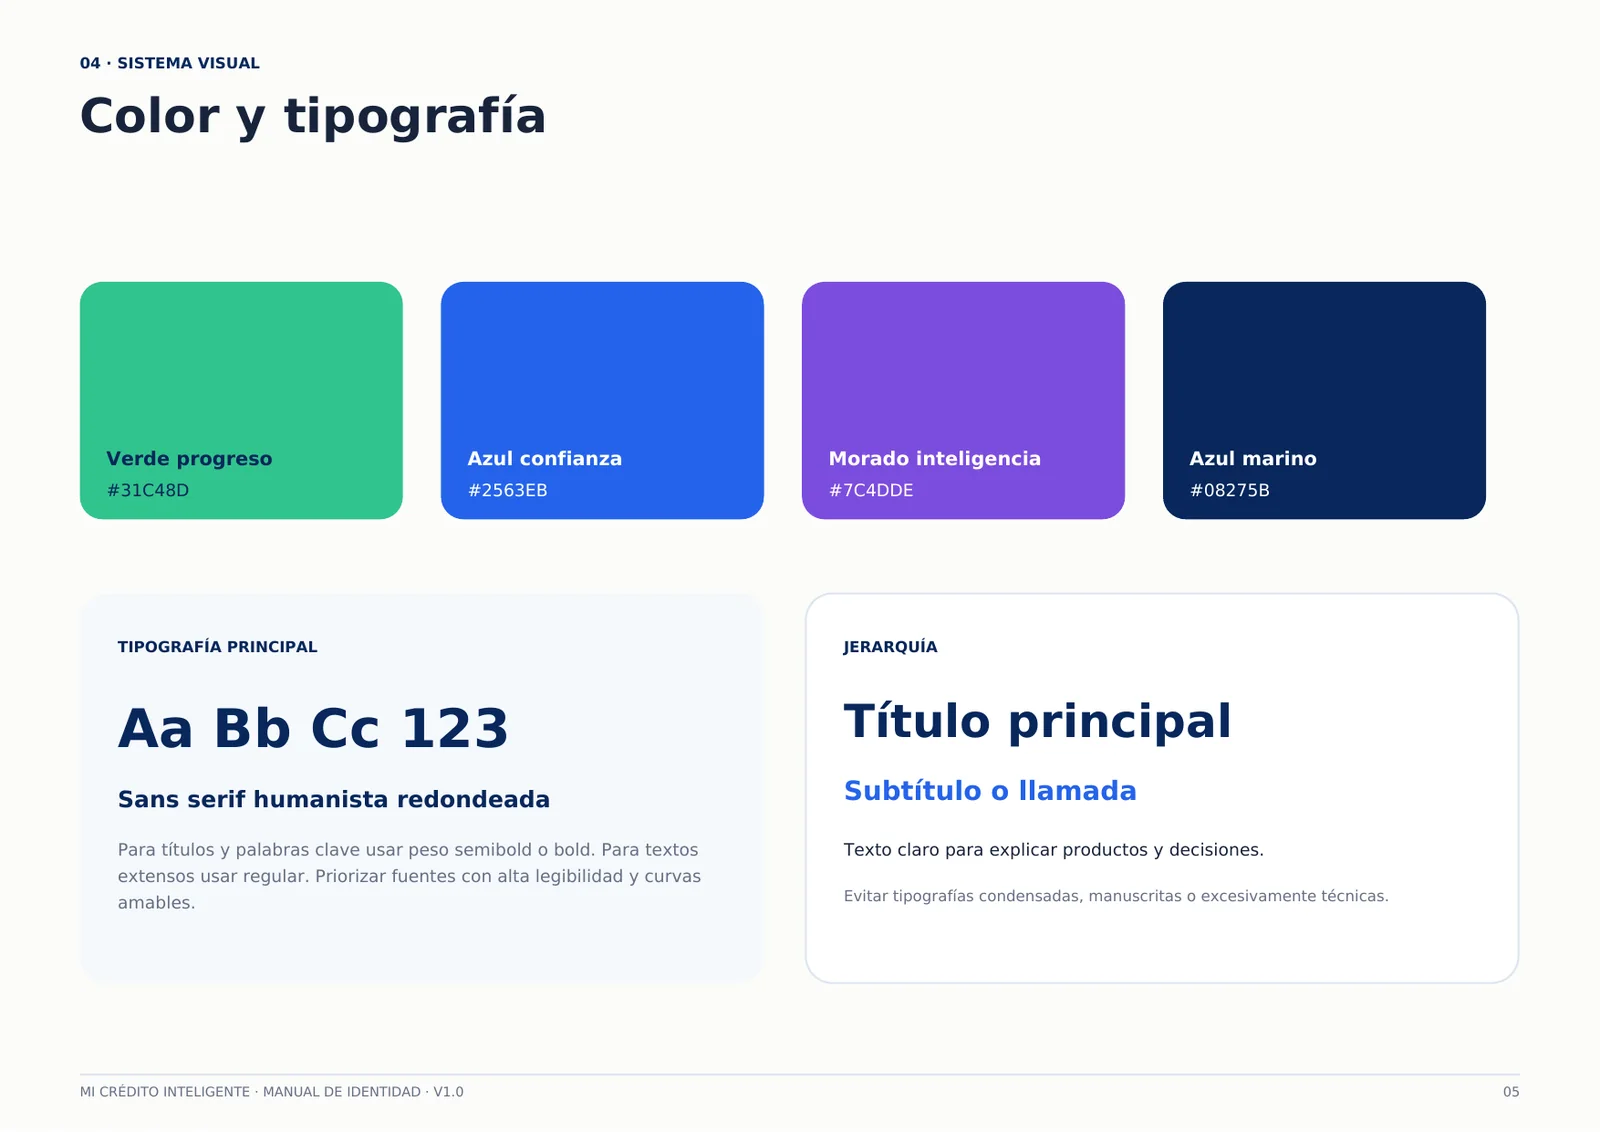 04 · SISTEMA VISUAL
Color y tipografía
Verde progreso
#31C48D
Azul confianza
#2563EB
Morado inteligencia
#7C4DDE
Azul marino
#08275B
TIPOGRAFÍA PRINCIPAL
Aa Bb Cc 123
Sans serif humanista redondeada
Para títulos y palabras clave usar peso semibold o bold. Para textos
extensos usar regular. Priorizar fuentes con alta legibilidad y curvas
amables.
JERARQUÍA
Título principal
Subtítulo o llamada
Texto claro para explicar productos y decisiones.
Evitar tipografías condensadas, manuscritas o excesivamente técnicas.
MI CRÉDITO INTELIGENTE · MANUAL DE IDENTIDAD · V1.0
05